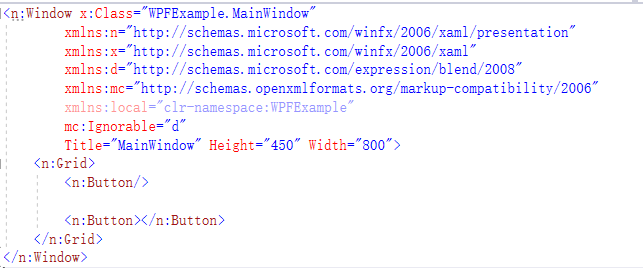 <n:Window x:Class="WPFExample.MainWindow"
xmlns:n="http://schemas.microsoft.com/winfx/2006/xaml/presentation"
xmlns:x="http://schemas.microsoft.com/winfx/2006/xaml"
xmlns:d="http://schemas.microsoft.com/expression/blend/2008"
xmlns:mc="http://schemas.openxmlformats.org/markup-compatibility/2006"
xmlns:local="clr-namespace:WPFExample"
mc:Ignorable="d"
Title="MainWindow" Height="450" Width="800">
<n:Grid>
<n:Button/>
<n:Button></n:Button>
</n:Grid>
</n:Window>